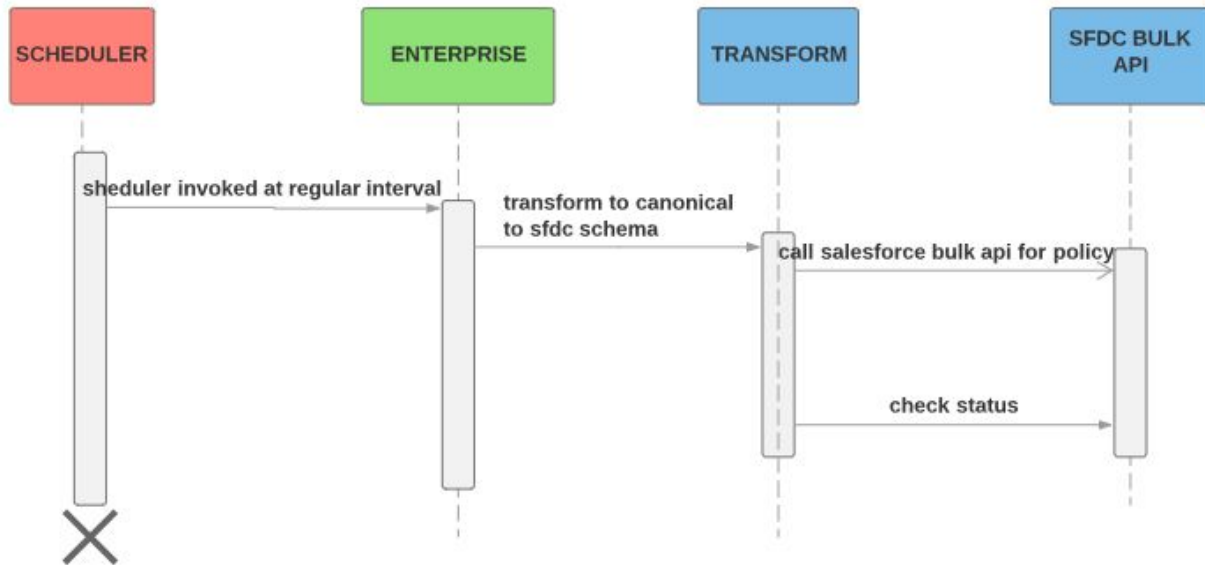 SCHEDULER
ENTERPRISE
TRANSFORM
SFDC BULK
API
sheduler invoked at regular interval
transform to canonical
to sfdc schema
call salesforce bulk api for policy
check status